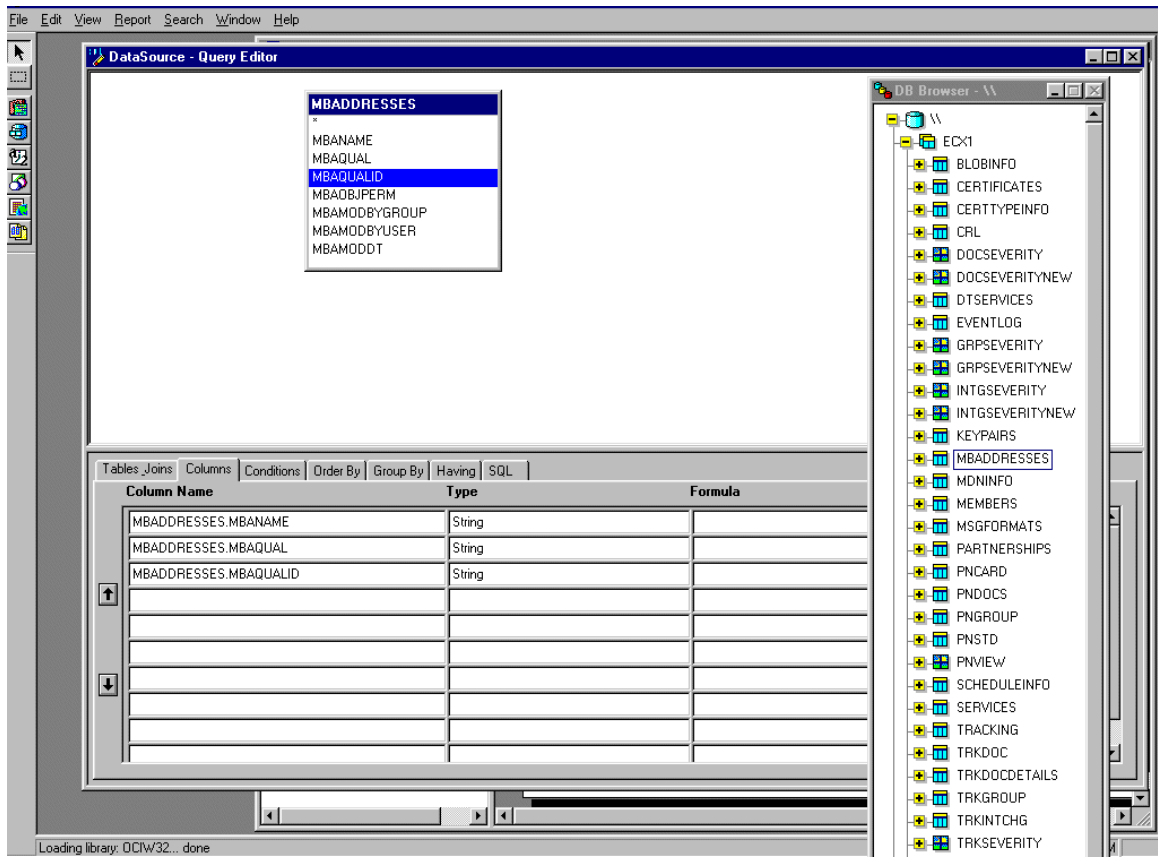 File Edit View Report Search Window Help
DataSource - Query Editor
MBADDRESSES
*
MBANAME
MBAQUAL
MBAQUALID
MBAOBJPERM
MBAMODBYGROUP
MBAMODBYUSER
MBAMODDT
Tables_Joins Columns Conditions Order By Group By Having SQL
Column Name Type Formula
MBADDRESSES.MBANAME String
MBADDRESSES.MBAQUAL String
MBADDRESSES.MBAQUALID String
DB Browser - \\
\\
ECX1
BLOBINFO
CERTIFICATES
CERTTYPEINFO
CRL
DOCSEVERITY
DOCSEVERITYNEW
DTSERVICES
EVENTLOG
GRPSEVERITY
GRPSEVERITYNEW
INTGSEVERITY
INTGSEVERITYNEW
KEYPAIRS
MBADDRESSES
MDNINFO
MEMBERS
MSGFORMATS
PARTNERSHIPS
PNCARD
PNDOCS
PNGROUP
PNSTD
PNVIEW
SCHEDULEINFO
SERVICES
TRACKING
TRKDOC
TRKDOCDETAILS
TRKGROUP
TRKINTCHG
TRKSEVERITY
Loading library: OCIW32... done